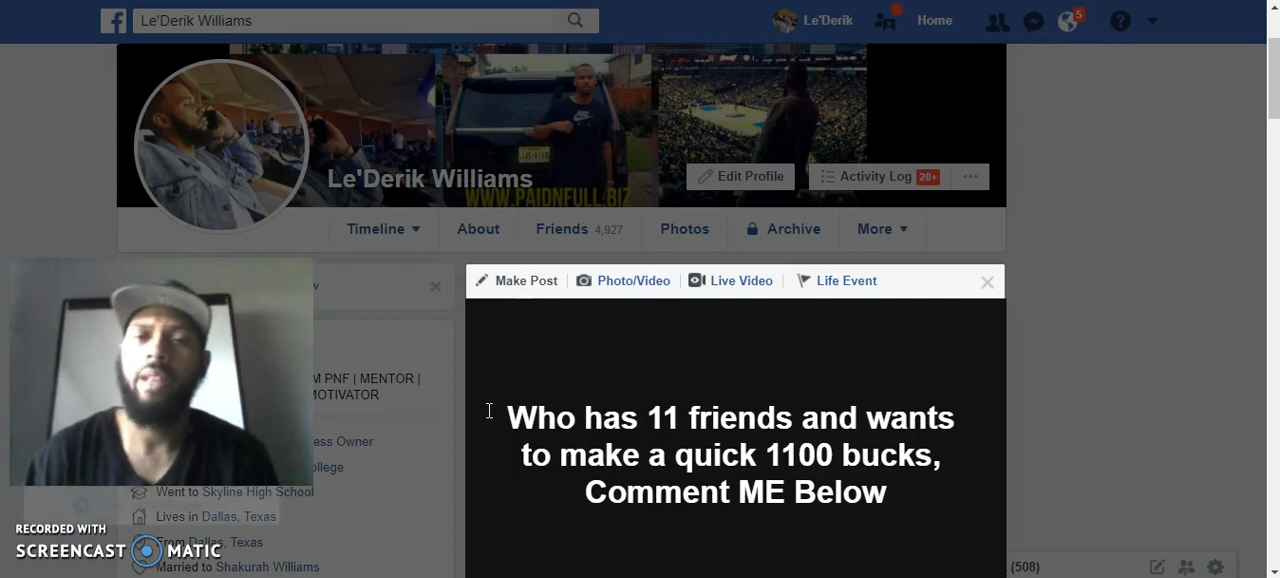 Le'Derik Williams
Le'Derik
Home
5
Le'Derik Williams
WWW.PAIDNFULL.BIZ
Edit Profile
Activity Log 20+
Timeline
About
Friends 4,927
Photos
Archive
More
Make Post
Photo/Video
Live Video
Life Event
Who has 11 friends and wants
to make a quick 1100 bucks,
Comment ME Below
M PNF | MENTOR |
MOTIVATOR
ess Owner
ollege
Went to Skyline High School
Lives in Dallas, Texas
From Dallas, Texas
Married to Shakurah Williams
RECORDED WITH
SCREENCAST MATIC
(508)